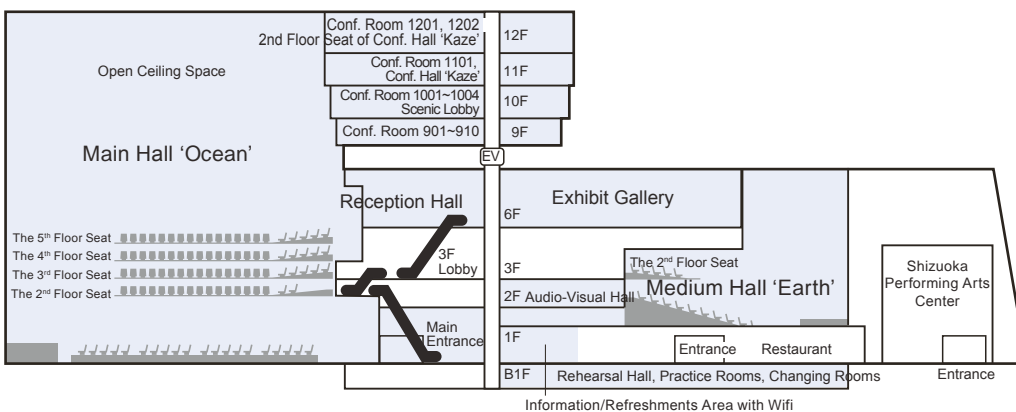 Conf. Room 1201, 1202
2nd Floor Seat of Conf. Hall 'Kaze'
12F
Open Ceiling Space
Conf. Room 1101,
Conf. Hall 'Kaze'
11F
Conf. Room 1001~1004
Scenic Lobby
10F
Conf. Room 901~910
9F
Main Hall 'Ocean'
EV
Reception Hall
Exhibit Gallery
6F
The 5th Floor Seat
The 4th Floor Seat
The 3rd Floor Seat
The 2nd Floor Seat
3F
Lobby
3F
The 2nd Floor Seat
2F Audio-Visual Hall
Medium Hall 'Earth'
Shizuoka
Performing Arts
Center
Main
Entrance
1F
Entrance
Restaurant
B1F
Rehearsal Hall, Practice Rooms, Changing Rooms
Entrance
Information/Refreshments Area with Wifi